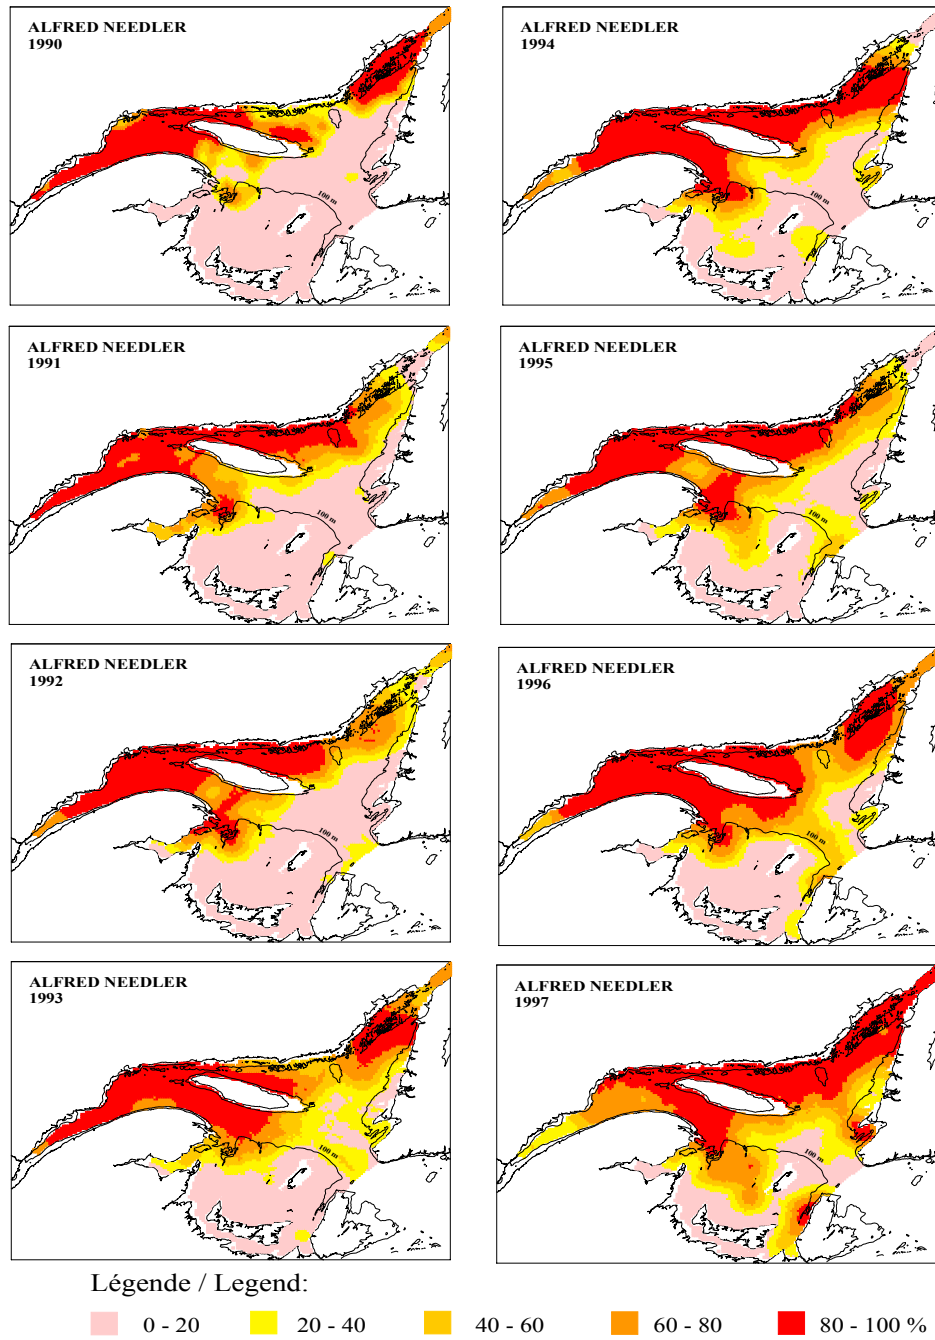 ALFRED NEEDLER
1990
100 m
ALFRED NEEDLER
1994
100 m
ALFRED NEEDLER
1991
100 m
ALFRED NEEDLER
1995
100 m
ALFRED NEEDLER
1992
100 m
ALFRED NEEDLER
1996
100 m
ALFRED NEEDLER
1993
100 m
ALFRED NEEDLER
1997
100 m
Légende / Legend:
0 - 20 20 - 40 40 - 60 60 - 80 80 - 100 %